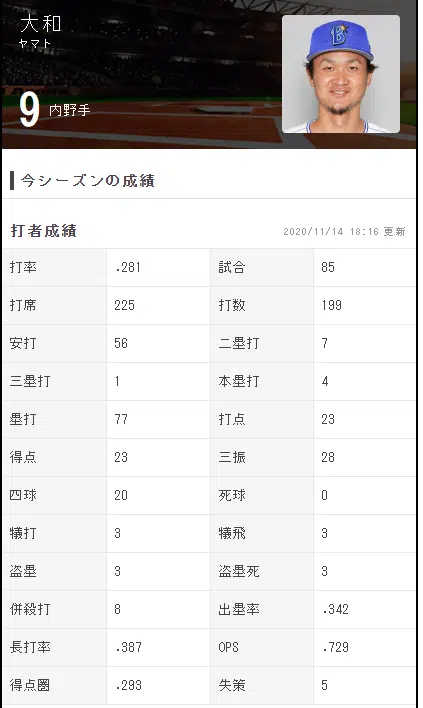 大和
ヤマト
9 内野手
B
今シーズンの成績
打者成績 2020/11/14 18:16 更新
打率 .281 試合 85
打席 225 打数 199
安打 56 二塁打 7
三塁打 1 本塁打 4
塁打 77 打点 23
得点 23 三振 28
四球 20 死球 0
犠打 3 犠飛 3
盗塁 3 盗塁死 3
併殺打 8 出塁率 .342
長打率 .387 OPS .729
得点圏 .293 失策 5